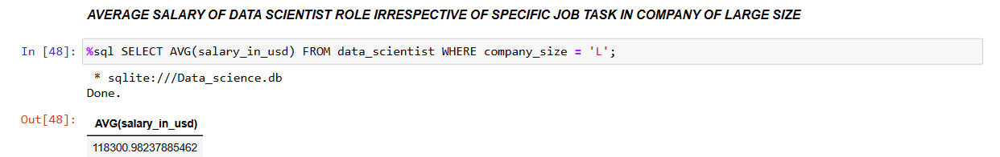 AVERAGE SALARY OF DATA SCIENTIST ROLE IRRESPECTIVE OF SPECIFIC JOB TASK IN COMPANY OF LARGE SIZE
In [48]: %sql SELECT AVG(salary_in_usd) FROM data_scientist WHERE company_size = 'L';
* sqlite:///Data_science.db
Done.
Out[48]: AVG(salary_in_usd)
118300.98237885462